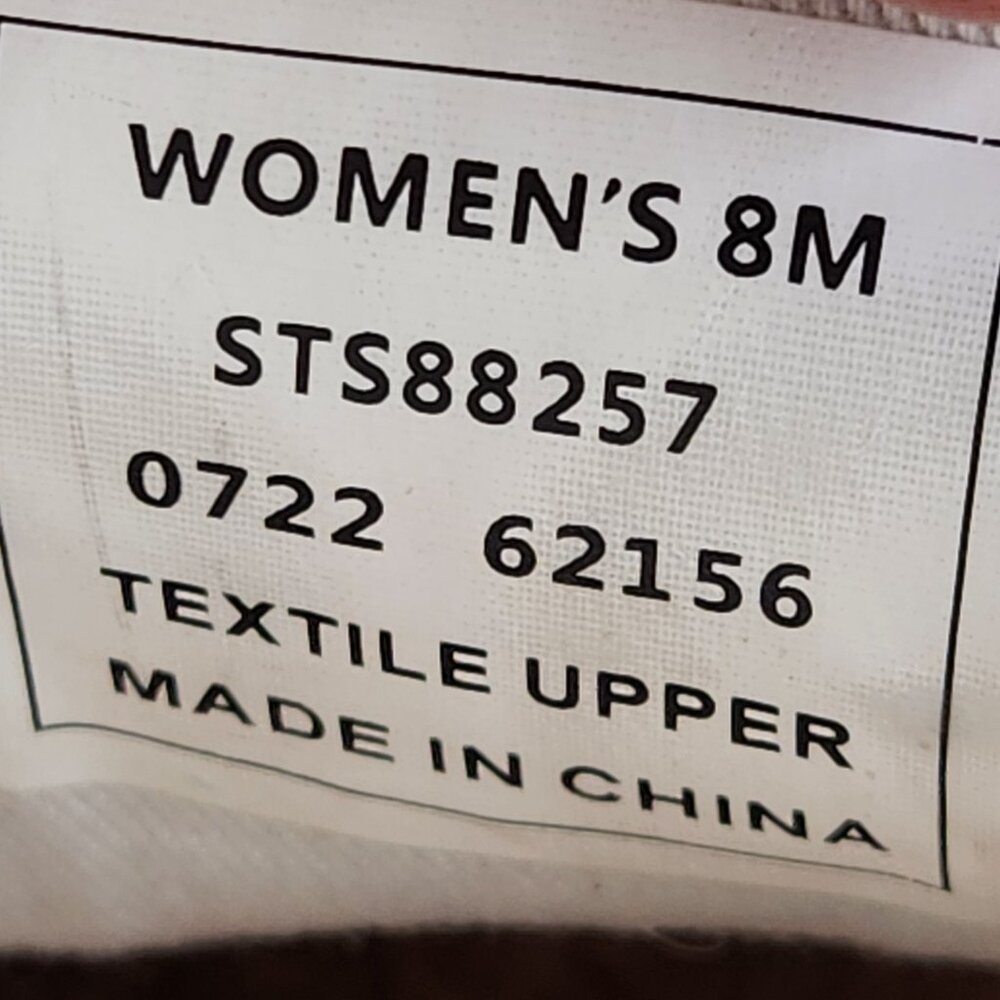 WOMEN'S 8M
STS88257
0722 62156
TEXTILE UPPER
MADE IN CHINA